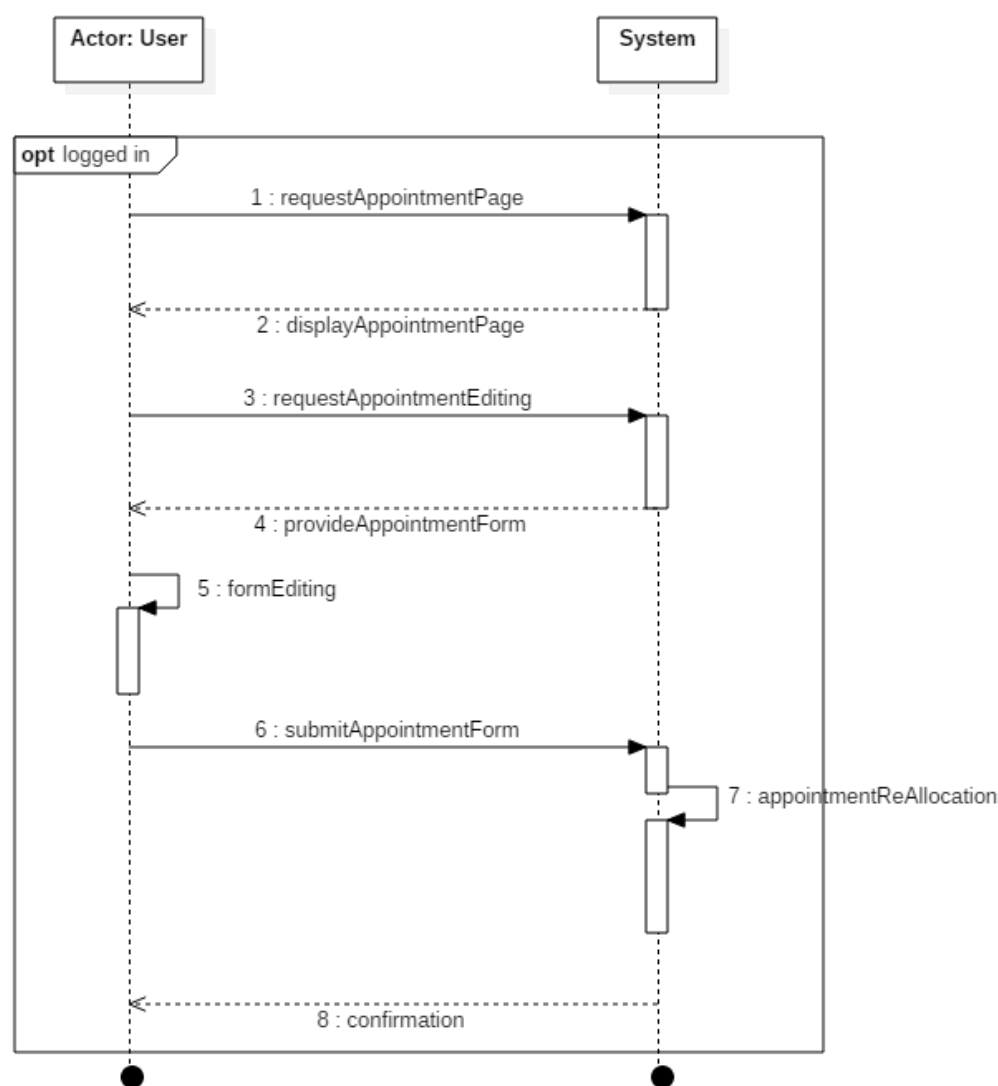 Actor: User
System
opt logged in
1 : requestAppointmentPage
2 : displayAppointmentPage
3 : requestAppointmentEditing
4 : provideAppointmentForm
5 : formEditing
6 : submitAppointmentForm
7 : appointmentReAllocation
8 : confirmation